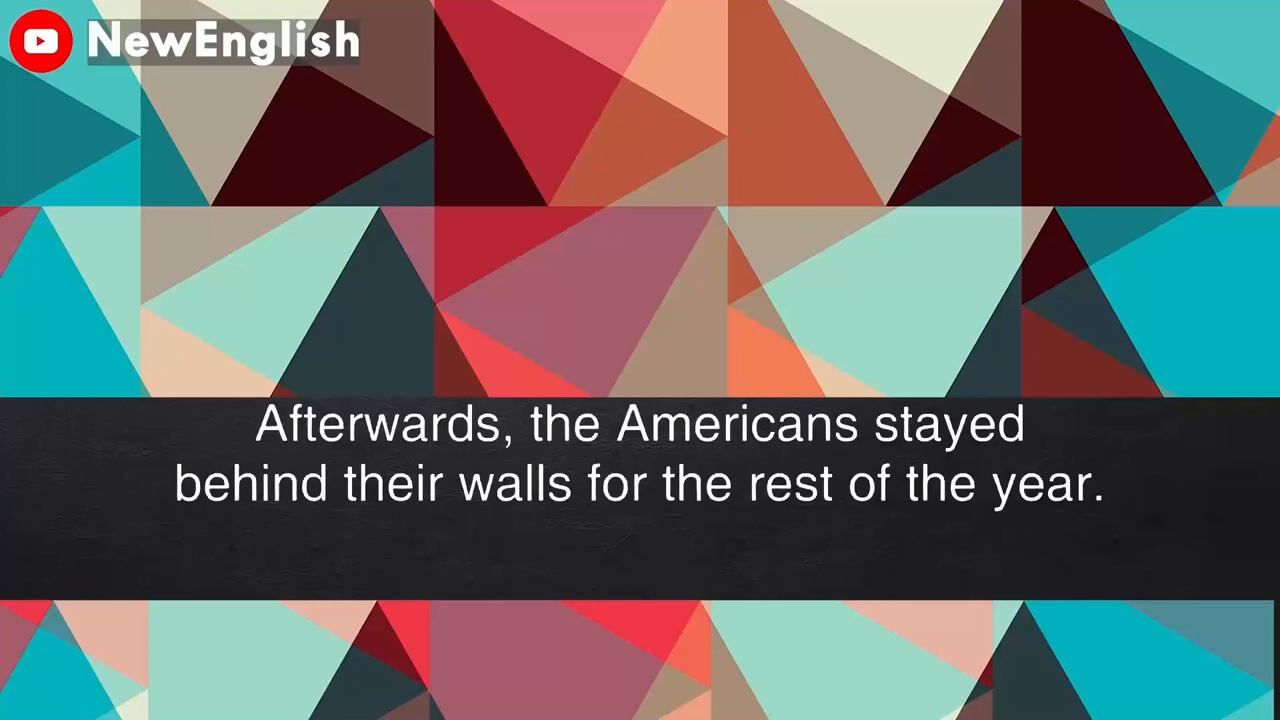 NewEnglish
Afterwards, the Americans stayed
behind their walls for the rest of the year.